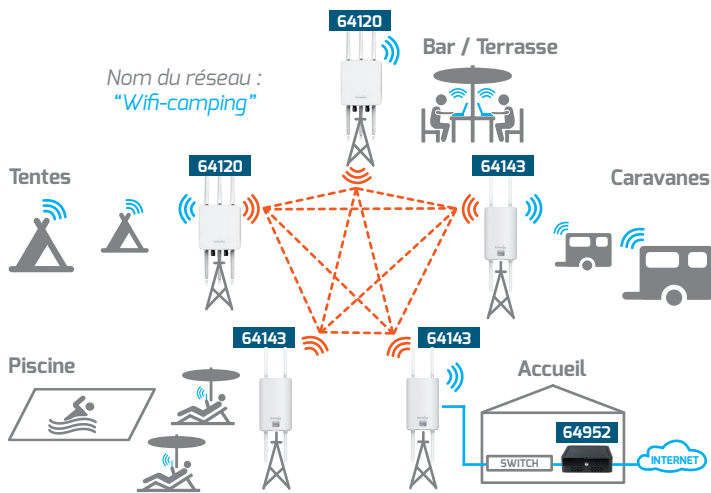 64120
Bar / Terrasse
Nom du réseau :
“Wifi-camping”
64120
64143
Tentes
Caravanes
64143
64143
Piscine
Accueil
64952
SWITCH
INTERNET